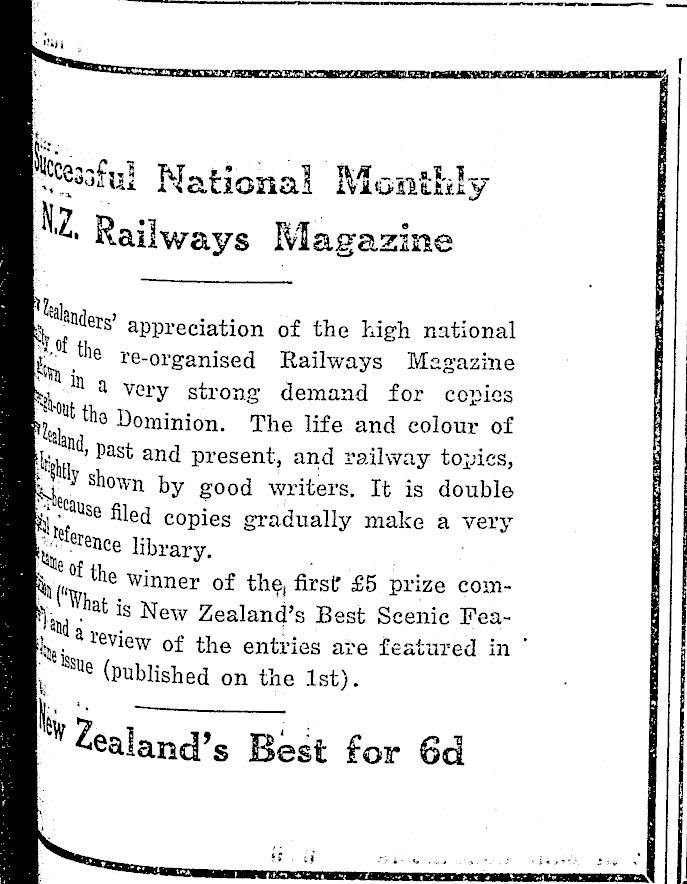 Successful National Monthly
N.Z. Railways Magazine
Zealanders' appreciation of the high national
of the re-organised Railways Magazine
in a very strong demand for copies
out the Dominion. The life and colour of
Zealand, past and present, and railway topics,
brightly shown by good writers. It is double
because filed copies gradually make a very
reference library.
name of the winner of the first £5 prize com-
("What is New Zealand's Best Scenic Fea-
and a review of the entries are featured in
June issue (published on the 1st).
New Zealand's Best for 6d